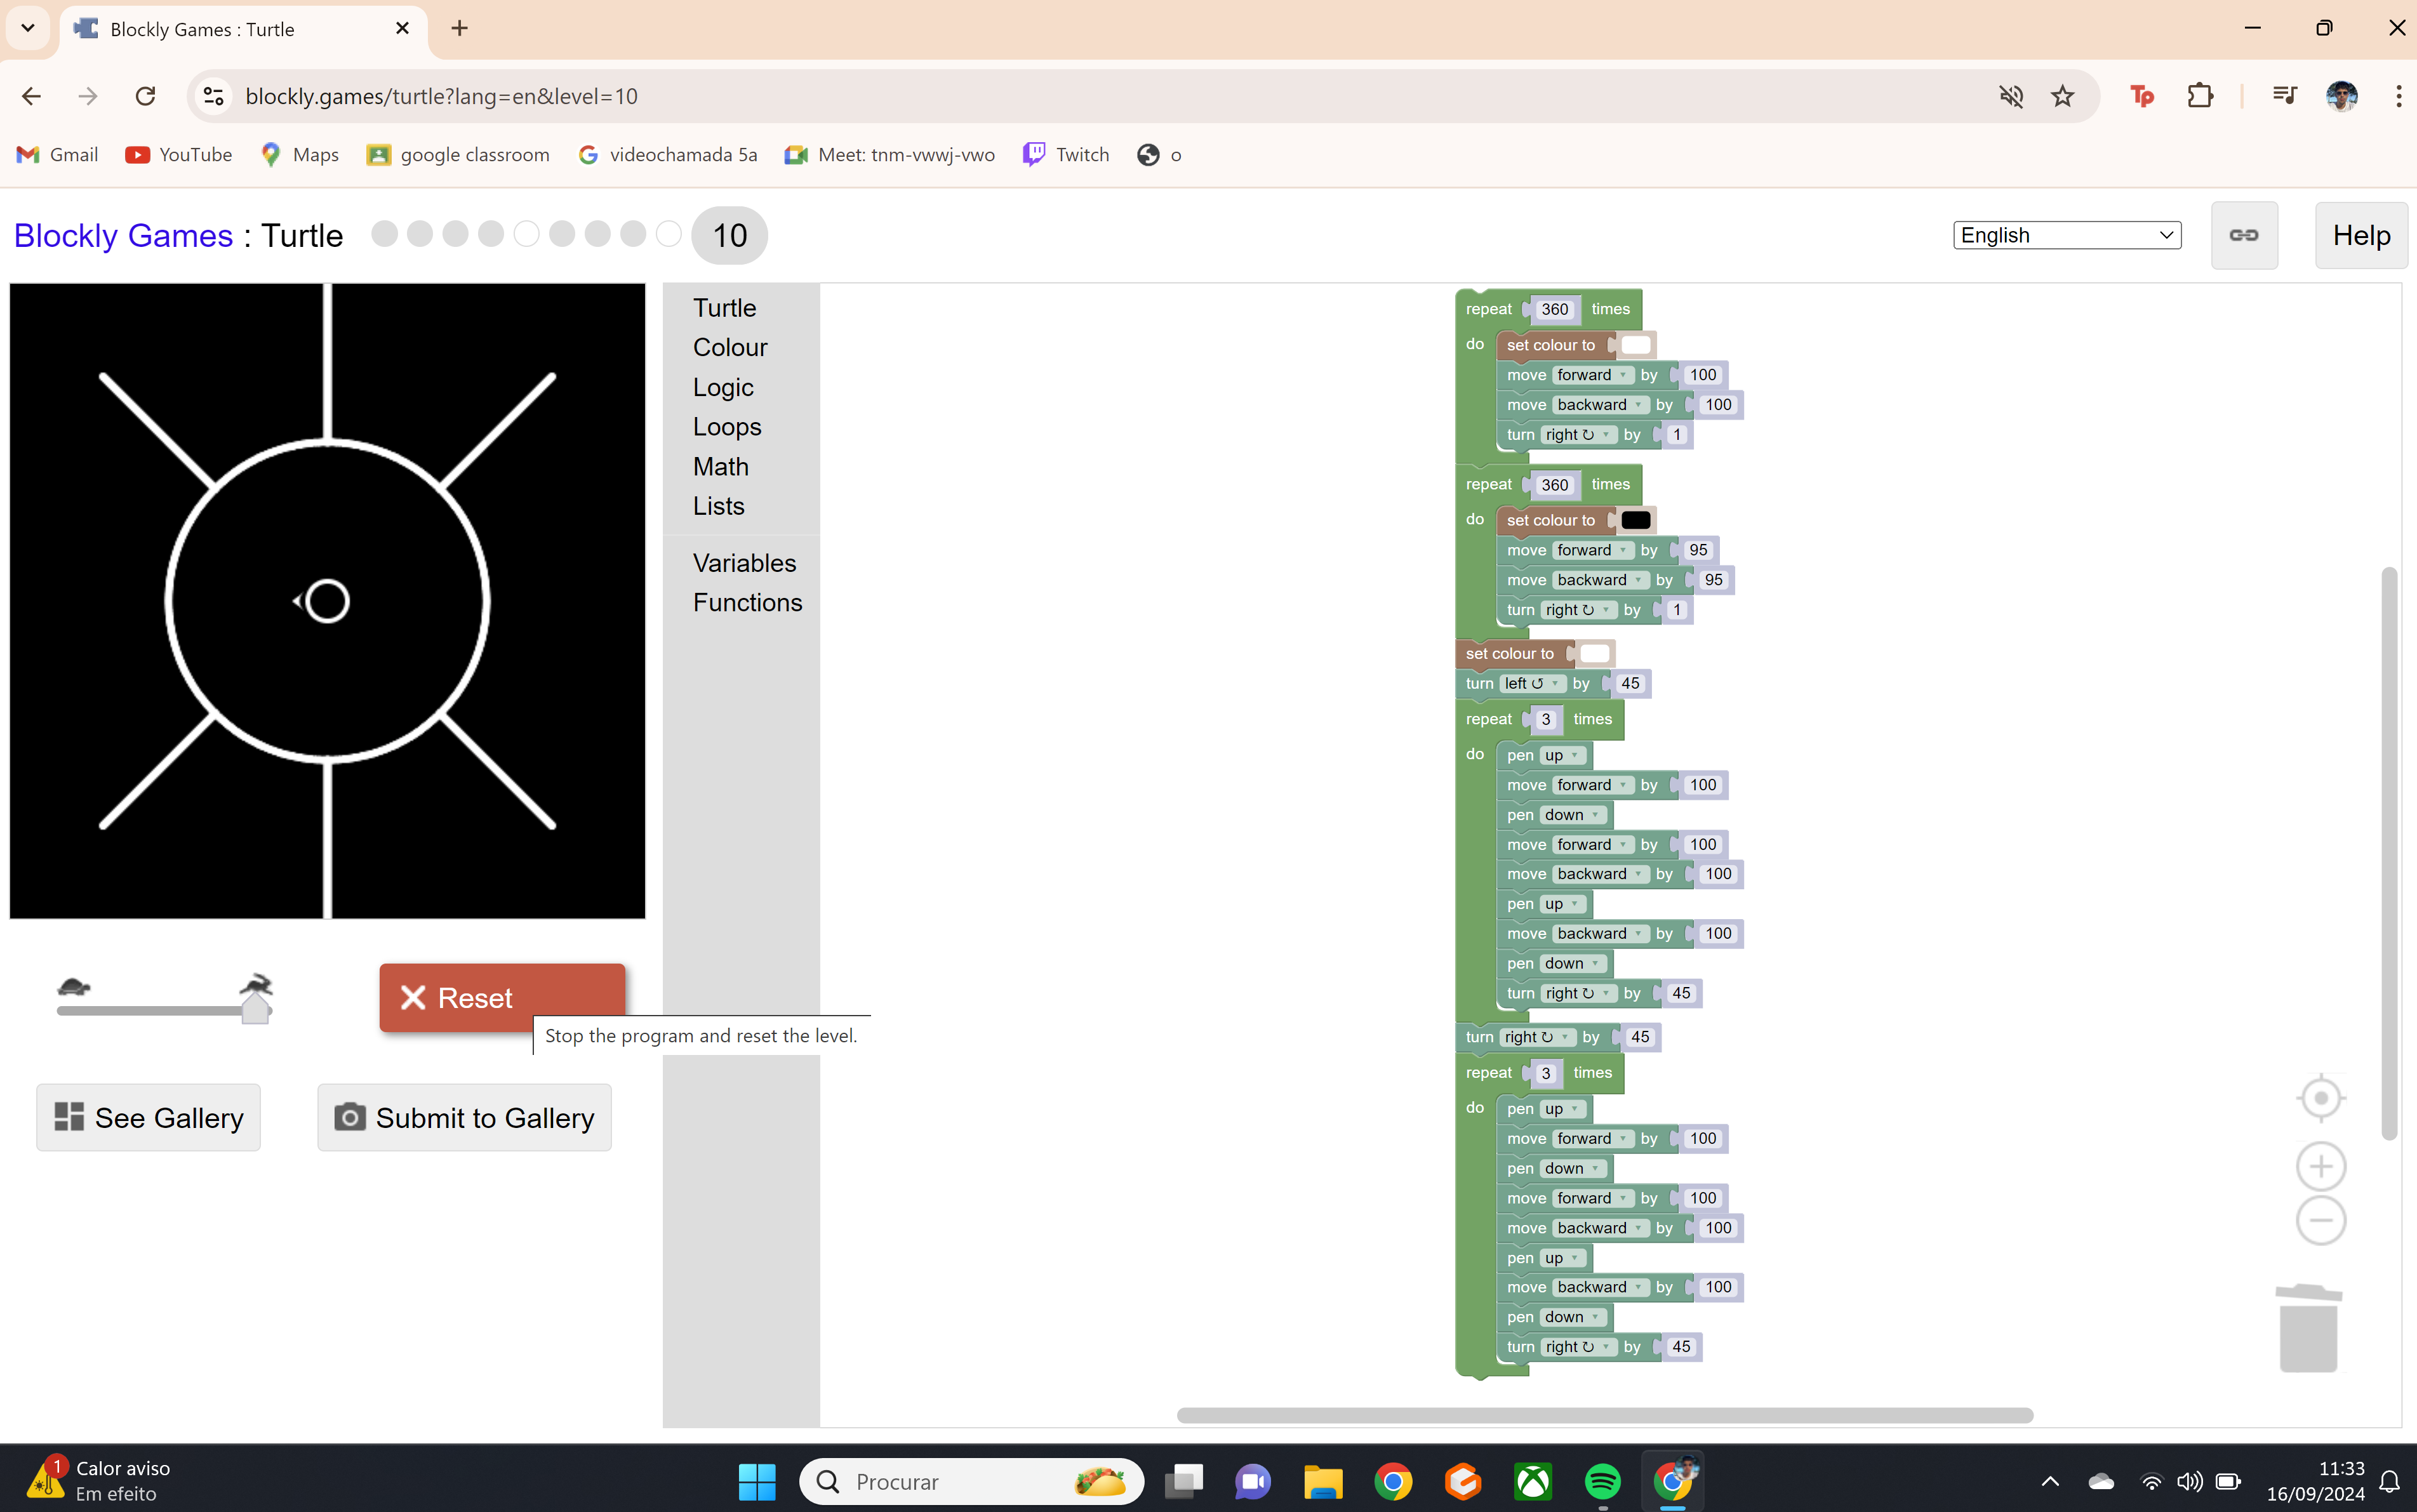 Blockly Games : Turtle
blockly.games/turtle?lang=en&level=10
Tp
Gmail
YouTube
Maps
google classroom
videochamada 5a
Meet: tnm-vwwj-vwo
Twitch
o
Blockly Games : Turtle
10
English
Help
Turtle
Colour
Logic
Loops
Math
Lists
Variables
Functions
repeat 360 times
do set colour to
move forward by 100
move backward by 100
turn right ↻ by 1
repeat 360 times
do set colour to
move forward by 95
move backward by 95
turn right ↻ by 1
set colour to
turn left ↺ by 45
repeat 3 times
do pen up
move forward by 100
pen down
move forward by 100
move backward by 100
pen up
move backward by 100
pen down
turn right ↻ by 45
turn right ↻ by 45
repeat 3 times
do pen up
move forward by 100
pen down
move forward by 100
move backward by 100
pen up
move backward by 100
pen down
turn right ↻ by 45
Reset
Stop the program and reset the level.
See Gallery
Submit to Gallery
1
Calor aviso
Em efeito
Procurar
11:33
16/09/2024